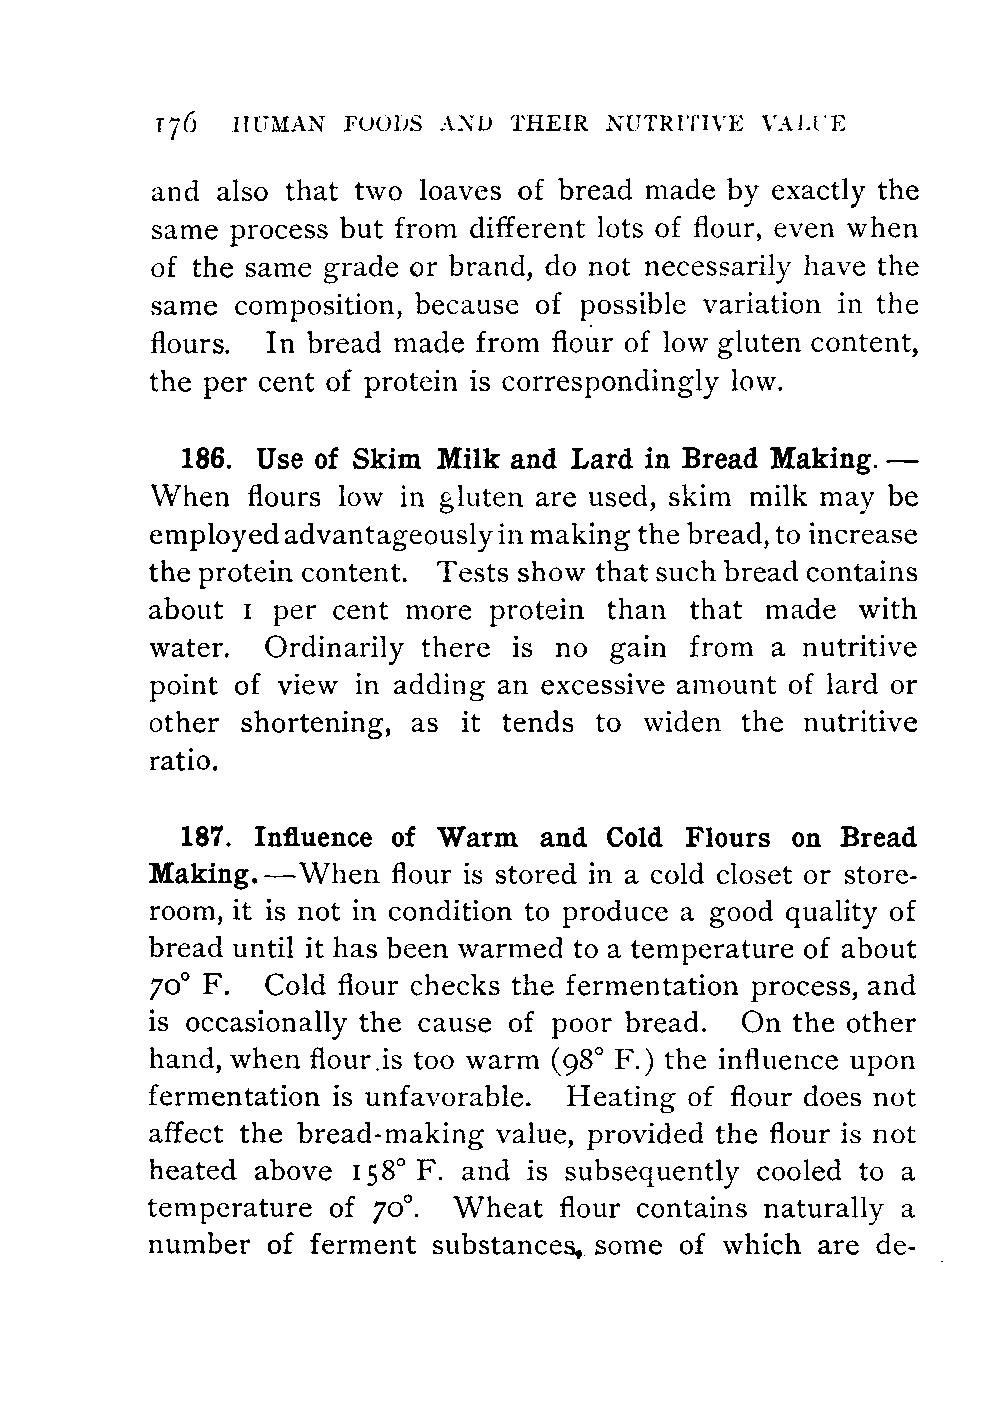 176 HUMAN FOODS AND THEIR NUTRITIVE VALUE
and also that two loaves of bread made by exactly the
same process but from different lots of flour, even when
of the same grade or brand, do not necessarily have the
same composition, because of possible variation in the
flours. In bread made from flour of low gluten content,
the per cent of protein is correspondingly low.
186. Use of Skim Milk and Lard in Bread Making. —
When flours low in gluten are used, skim milk may be
employed advantageously in making the bread, to increase
the protein content. Tests show that such bread contains
about 1 per cent more protein than that made with
water. Ordinarily there is no gain from a nutritive
point of view in adding an excessive amount of lard or
other shortening, as it tends to widen the nutritive
ratio.
187. Influence of Warm and Cold Flours on Bread
Making. — When flour is stored in a cold closet or store-
room, it is not in condition to produce a good quality of
bread until it has been warmed to a temperature of about
70° F. Cold flour checks the fermentation process, and
is occasionally the cause of poor bread. On the other
hand, when flour is too warm (98° F.) the influence upon
fermentation is unfavorable. Heating of flour does not
affect the bread-making value, provided the flour is not
heated above 158° F. and is subsequently cooled to a
temperature of 70°. Wheat flour contains naturally a
number of ferment substances, some of which are de-